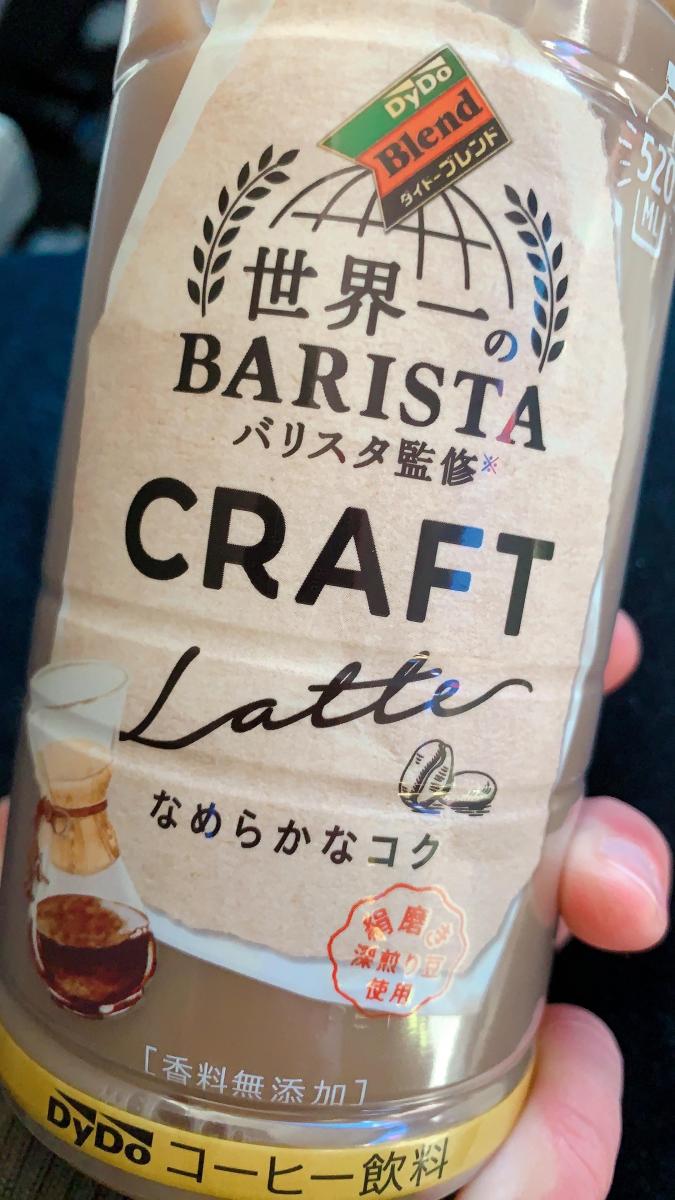 DyDo
Blend
ダイドーブレンド
520
ML
世界一の
BARISTA
バリスタ監修※
CRAFT
Latte
なめらかなコク
磨き
深煎り豆
使用
[香料無添加]
DyDo コーヒー飲料